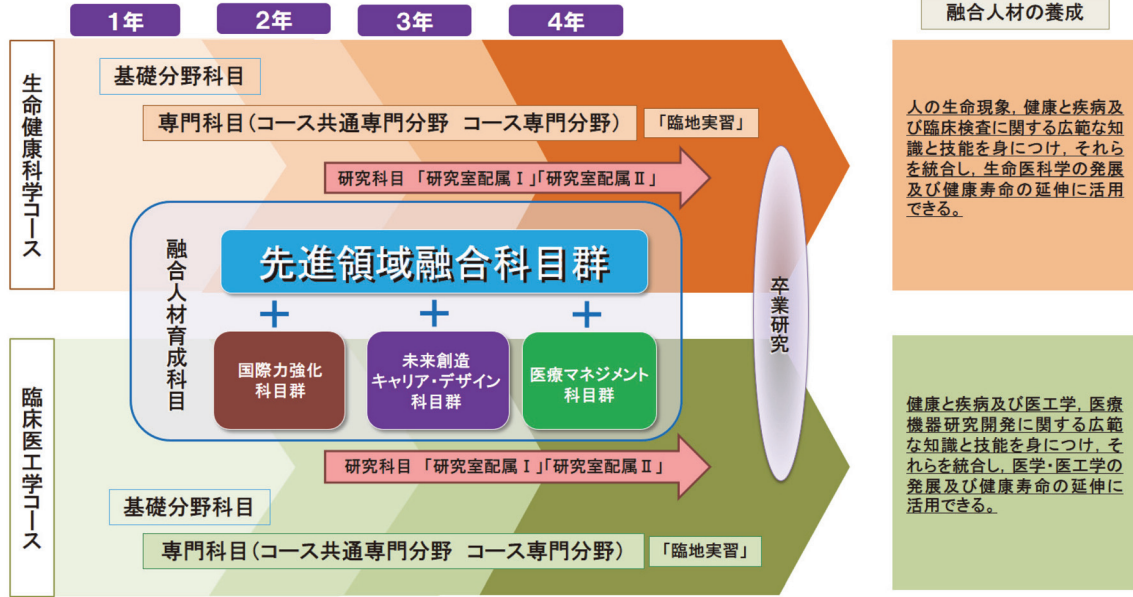 1年
2年
3年
4年
融合人材の養成
生命健康科学コース
基礎分野科目
専門科目(コース共通専門分野 コース専門分野)
「臨地実習」
研究科目 「研究室配属Ⅰ」「研究室配属Ⅱ」
人の生命現象,健康と疾病及
び臨床検査に関する広範な知
識と技能を身につけ,それら
を統合し,生命医科学の発展
及び健康寿命の延伸に活用
できる。
融合人材育成科目
先進領域融合科目群
+
+
+
国際力強化
科目群
未来創造
キャリア・デザイン
科目群
医療マネジメント
科目群
卒業研究
臨床医工学コース
研究科目 「研究室配属Ⅰ」「研究室配属Ⅱ」
基礎分野科目
専門科目(コース共通専門分野 コース専門分野)
「臨地実習」
健康と疾病及び医工学,医療
機器研究開発に関する広範
な知識と技能を身につけ,そ
れらを統合し,医学・医工学の
発展及び健康寿命の延伸に
活用できる。